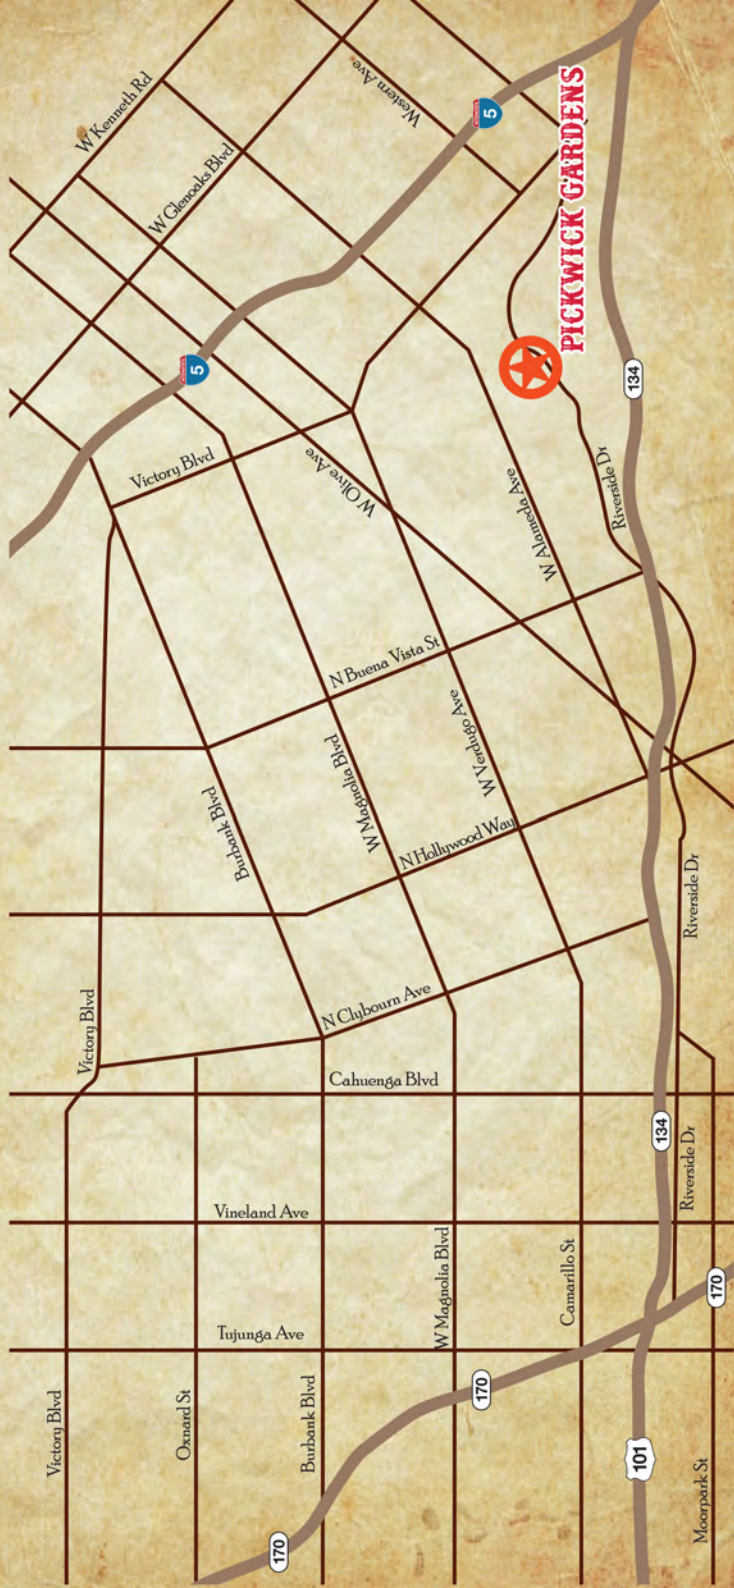 W Kenneth Rd
W Glenoaks Blvd
Western Ave
5
PICKWICK GARDENS
5
134
Victory Blvd
W Olive Ave
W Alameda Ave
Riverside Dr
N Buena Vista St
W Verdugo Ave
W Magnolia Blvd
Burbank Blvd
N Hollywood Way
Riverside Dr
Victory Blvd
N Clybourn Ave
Cahuenga Blvd
134
Riverside Dr
Vineland Ave
W Magnolia Blvd
Camarillo St
170
Tujunga Ave
Victory Blvd
Oxnard St
Burbank Blvd
170
101
Moorpark St
170